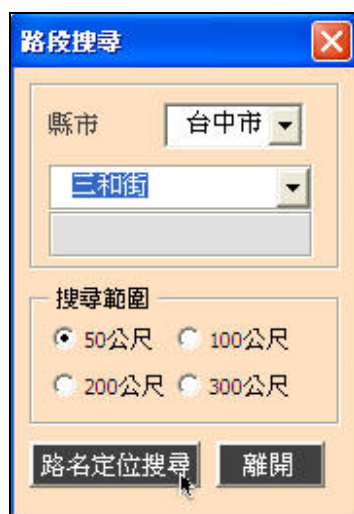 路段搜尋
縣市 台中市
三和街
搜尋範圍
50公尺 100公尺
200公尺 300公尺
路名定位搜尋 離開